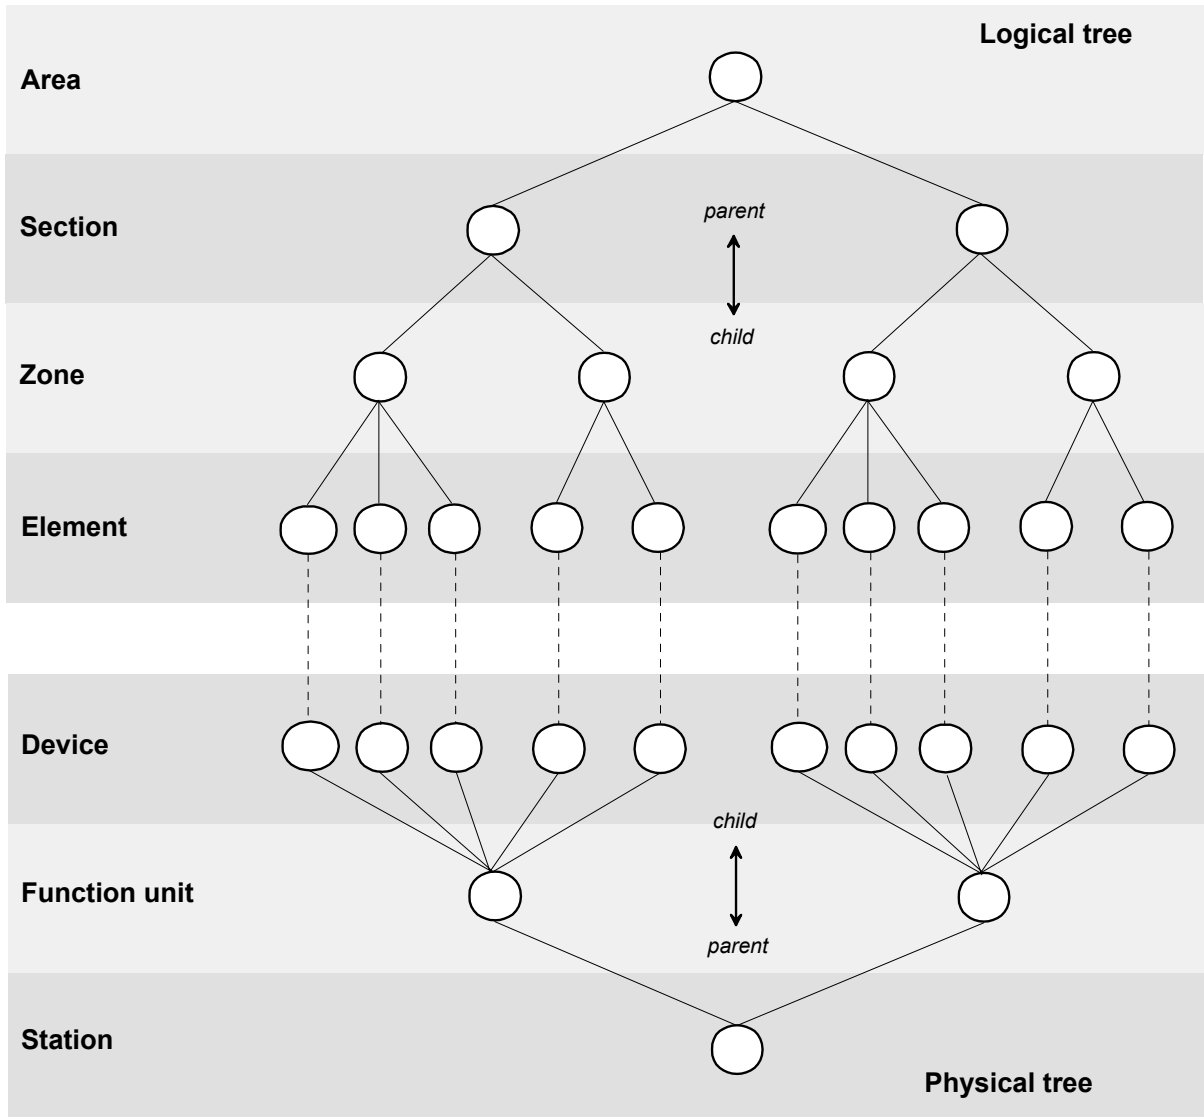 Logical tree
Area
Section
parent
child
Zone
Element
Device
child
Function unit
parent
Station
Physical tree